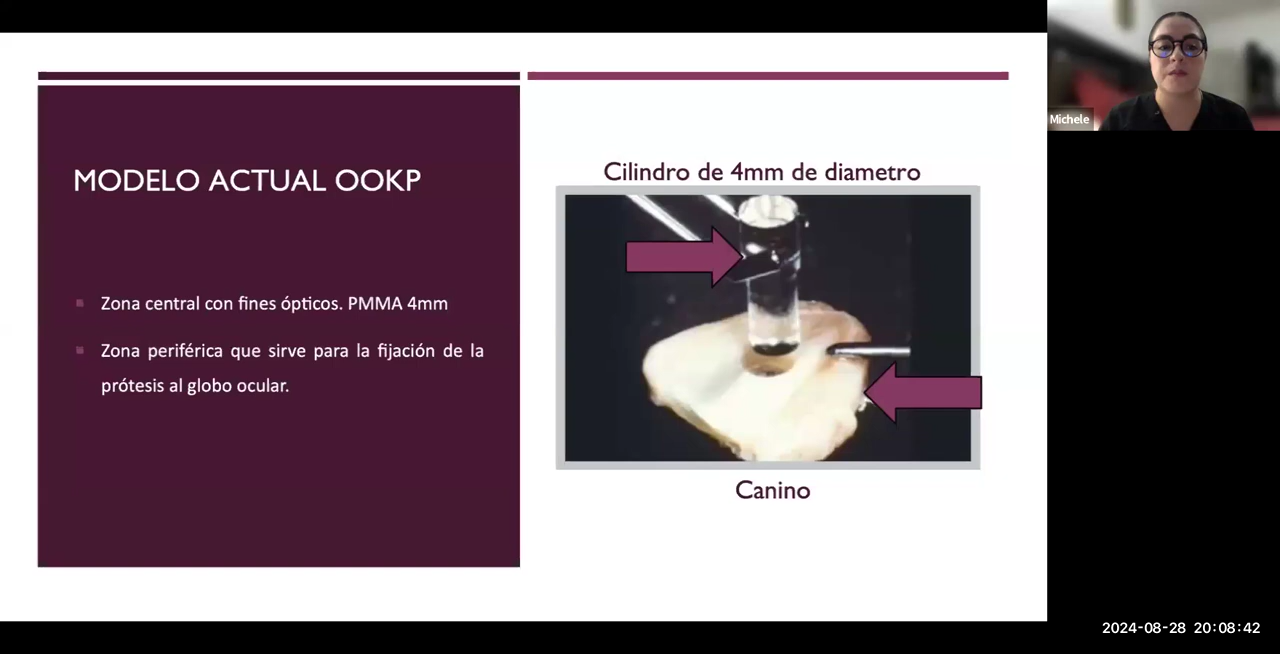 MODELO ACTUAL OOKP
Zona central con fines ópticos. PMMA 4mm
Zona periférica que sirve para la fijación de la
prótesis al globo ocular.
Cilindro de 4mm de diametro
Canino
Michele
2024-08-28 20:08:42